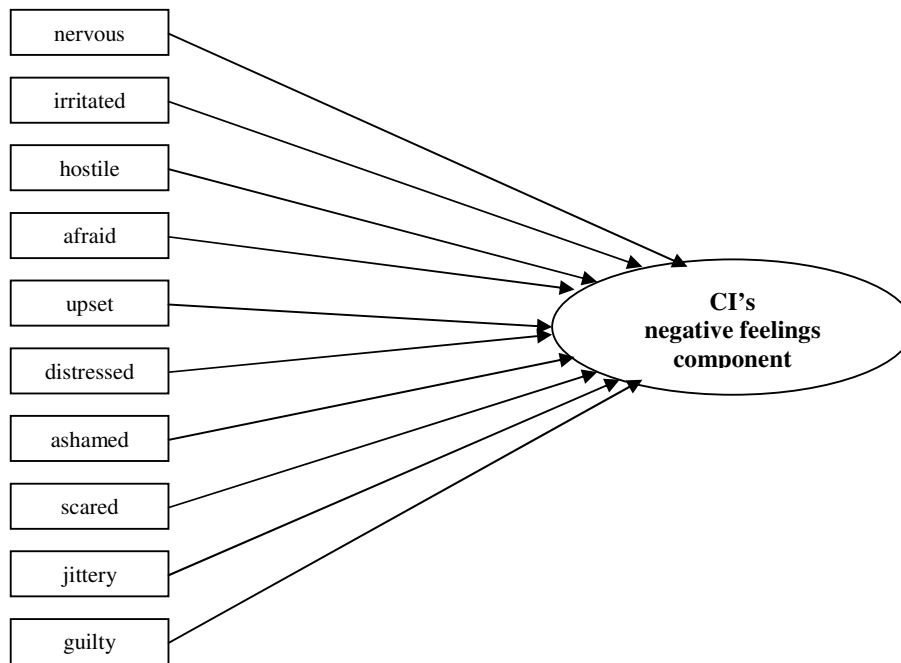 nervous
irritated
hostile
afraid
upset
distressed
ashamed
scared
jittery
guilty
CI's
negative feelings
component